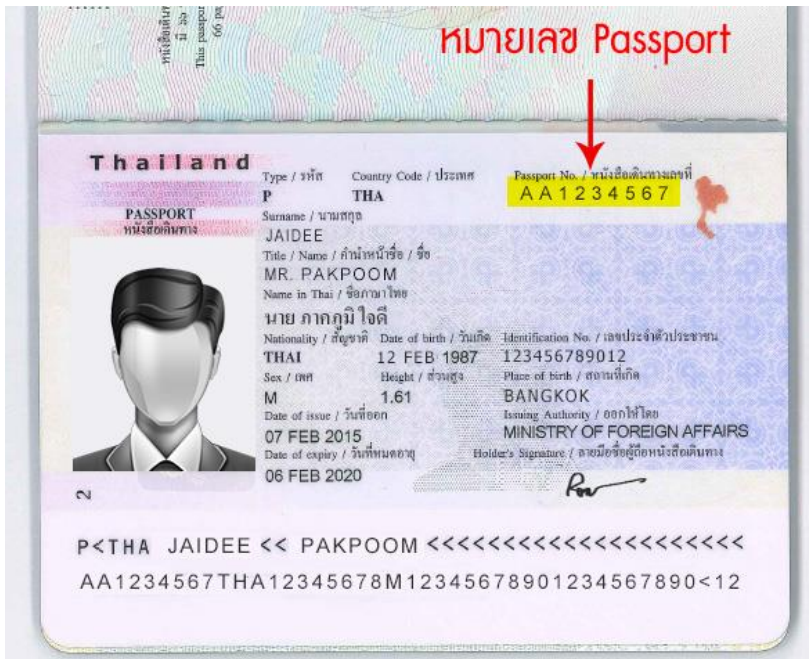 This passpor
66 pa
หมายเลข Passport
Thailand
PASSPORT
หนังสือเดินทาง
Type / รหัส Country Code / ประเทศ Passport No. / หนังสือเดินทางเลขที่
P THA AA1234567
Surname / นามสกุล
JAIDEE
Title / Name / คำนำหน้าชื่อ / ชื่อ
MR. PAKPOOM
Name in Thai / ชื่อภาษาไทย
นาย ภาคภูมิ ใจดี
Nationality / สัญชาติ Date of birth / วันเกิด Identification No. / เลขประจำตัวประชาชน
THAI 12 FEB 1987 123456789012
Sex / เพศ Height / ส่วนสูง Place of birth / สถานที่เกิด
M 1.61 BANGKOK
Date of issue / วันที่ออก Issuing Authority / ออกให้โดย
07 FEB 2015 MINISTRY OF FOREIGN AFFAIRS
Date of expiry / วันที่หมดอายุ Holder's Signature / ลายมือชื่อผู้ถือหนังสือเดินทาง
06 FEB 2020
2
P<THA JAIDEE << PAKPOOM <<<<<<<<<<<<<<<<<<<<<
AA1234567THA12345678M12345678901234567890<12